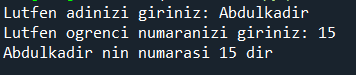 Lutfen adinizi giriniz: Abdulkadir
Lutfen ogrenci numaranizi giriniz: 15
Abdulkadir nin numarasi 15 dir